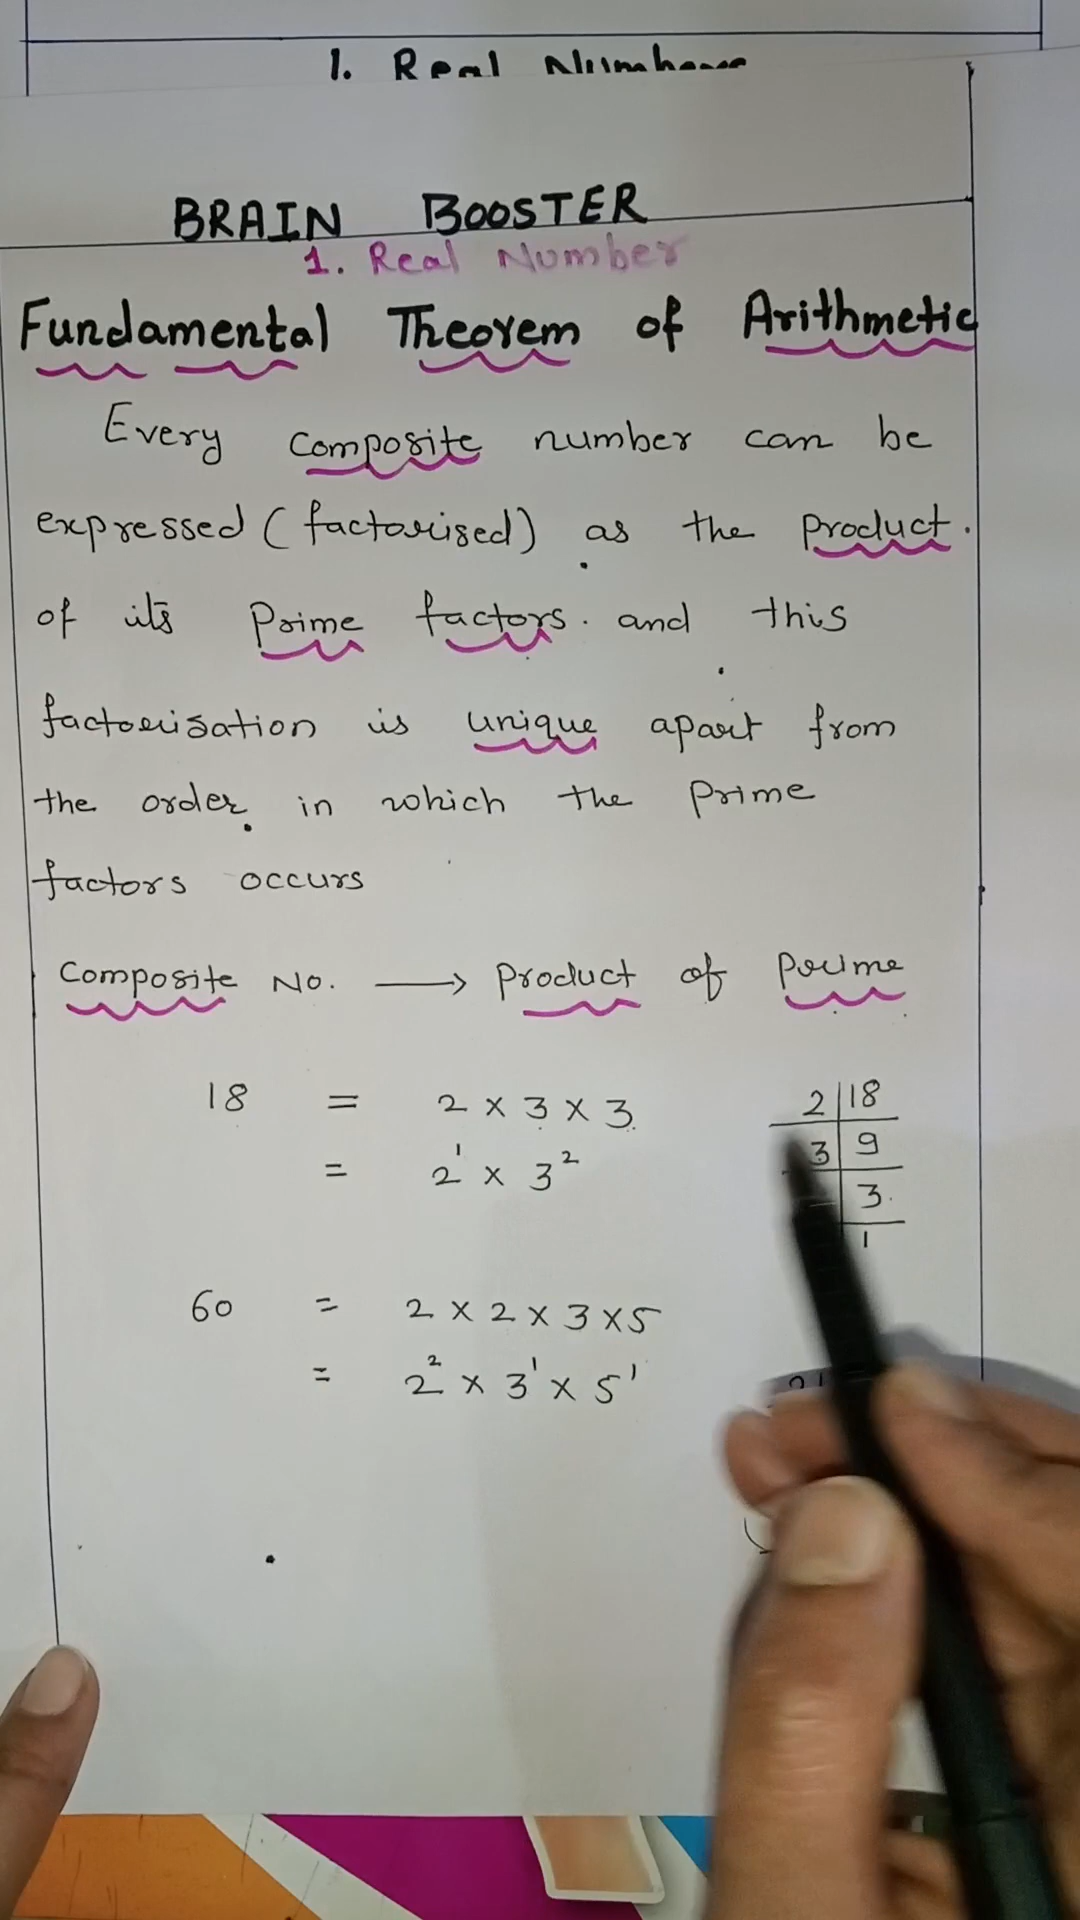 1. Real Numbers
BRAIN BOOSTER
1. Real Number
Fundamental Theorem of Arithmetic
Every composite number can be
expressed (factorised) as the product.
of its Prime factors. and this
factorisation is unique apart from
the order in which the prime
factors occurs
Composite No. ⟶ Product of Prime
18 = 2 × 3 × 3
= 2¹ × 3²
2 | 18
3 | 9
3
1
60 = 2 × 2 × 3 × 5
= 2² × 3¹ × 5¹